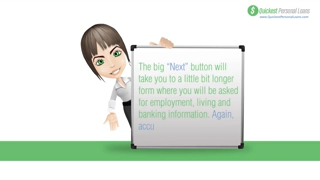 Quickest Personal Loans
www.QuickestPersonalLoans.com
The big "Next" button will
take you to a little bit longer
form where you will be asked
for employment, living and
banking information. Again,
accu